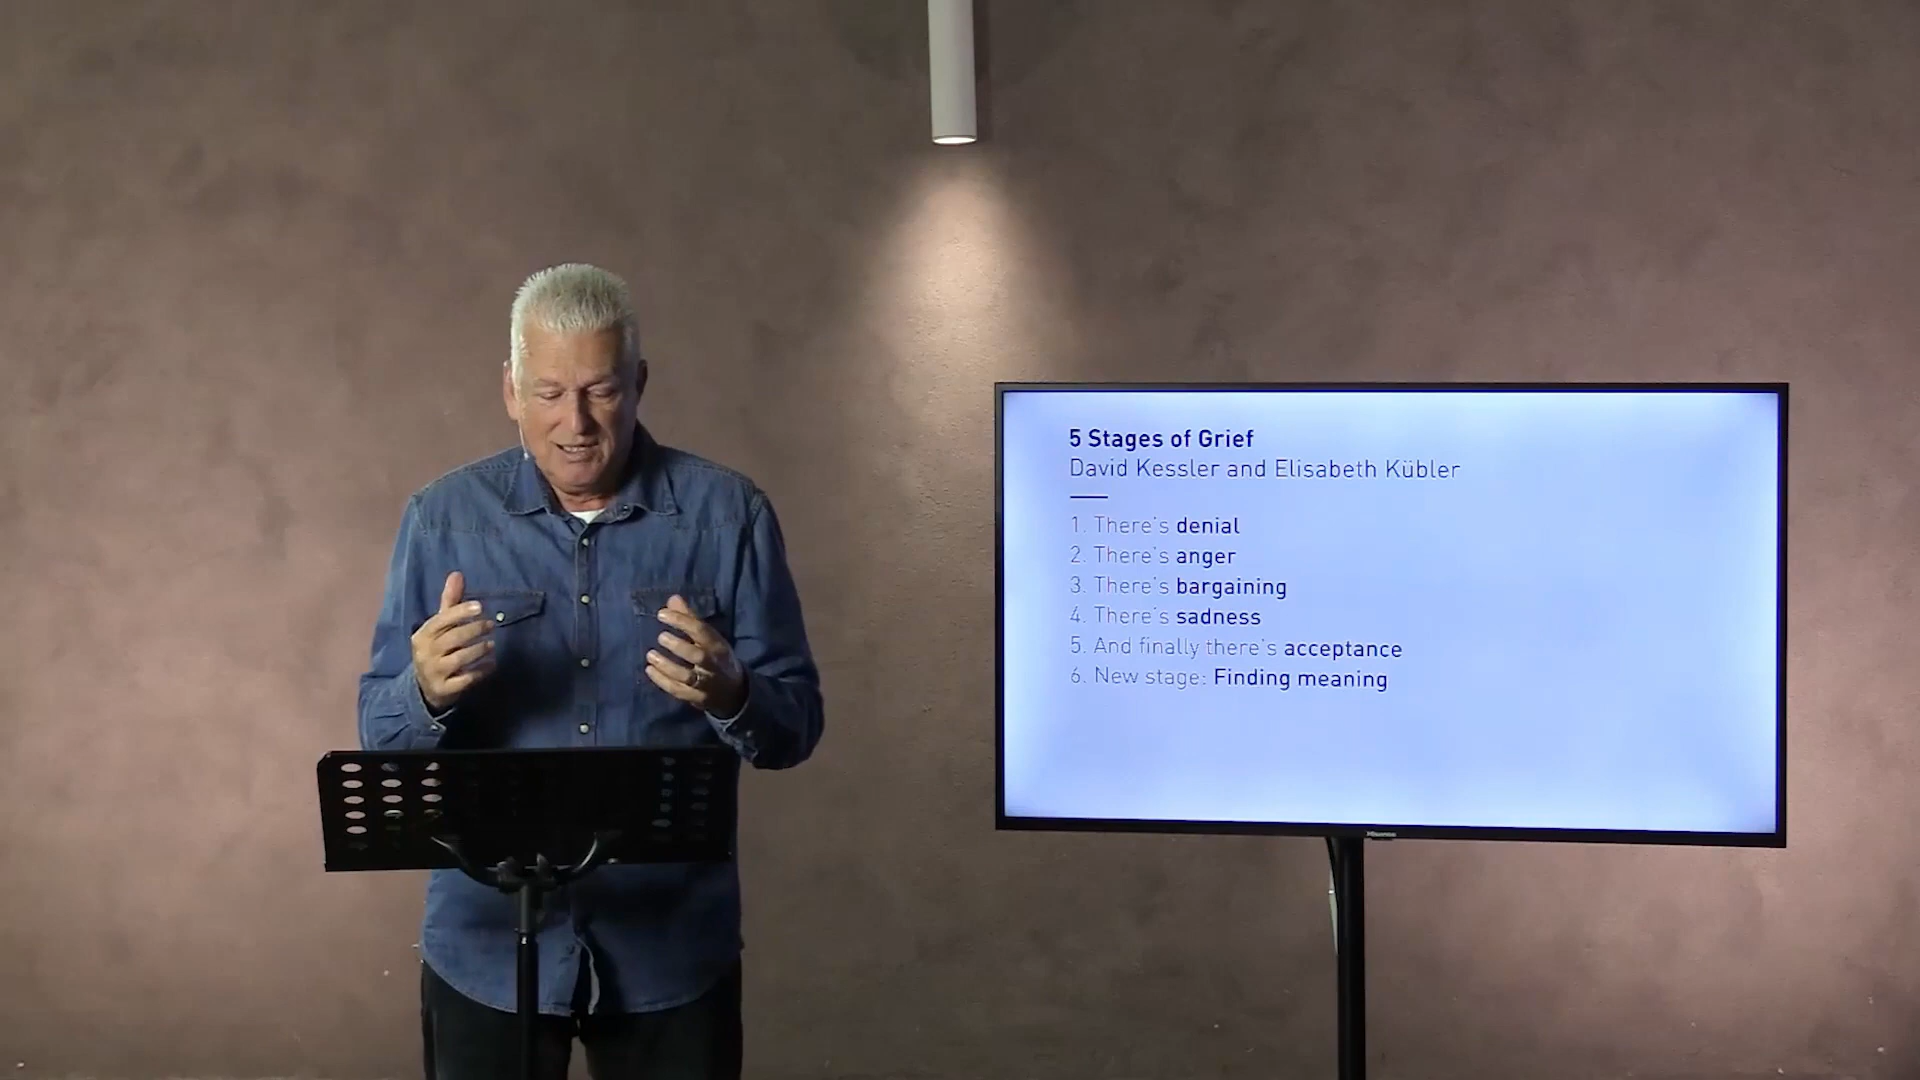 5 Stages of Grief
David Kessler and Elisabeth Kübler
1. There's denial
2. There's anger
3. There's bargaining
4. There's sadness
5. And finally there's acceptance
6. New stage: Finding meaning
Hisense